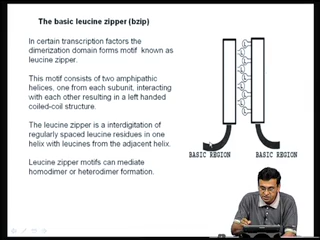 The basic leucine zipper (bzip)
In certain transcription factors the
dimerization domain forms motif known as
leucine zipper.
This motif consists of two amphipathic
helices, one from each subunit, interacting
with each other resulting in a left handed
coiled-coil structure.
The leucine zipper is a interdigitation of
regularly spaced leucine residues in one
helix with leucines from the adjacent helix.
Leucine zipper motifs can mediate
homodimer or heterodimer formation.
BASIC REGION BASIC REGION